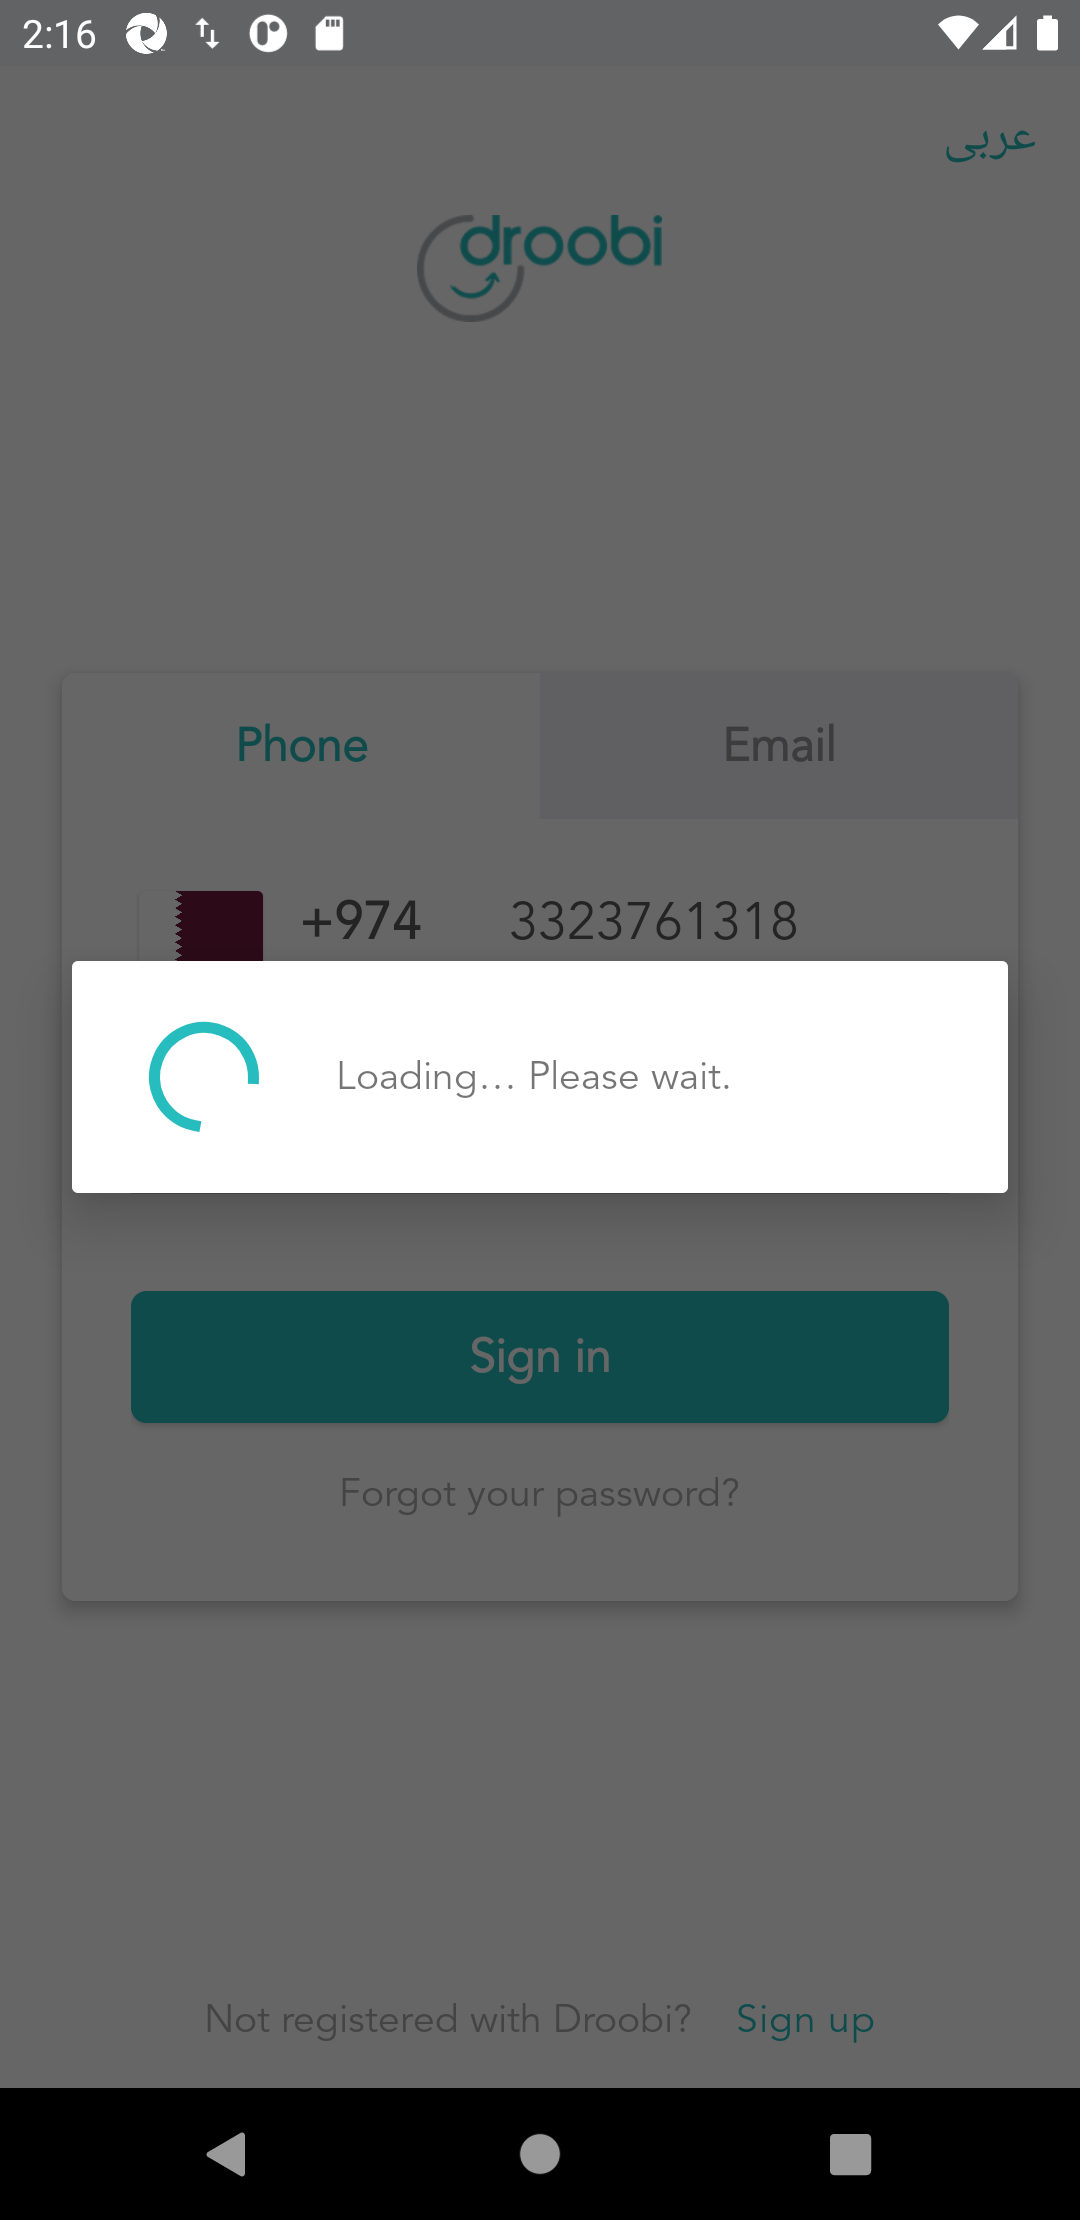 2:16
عربى
droobi
Phone
Email
+974
3323761318
Loading... Please wait.
Sign in
Forgot your password?
Not registered with Droobi? Sign up